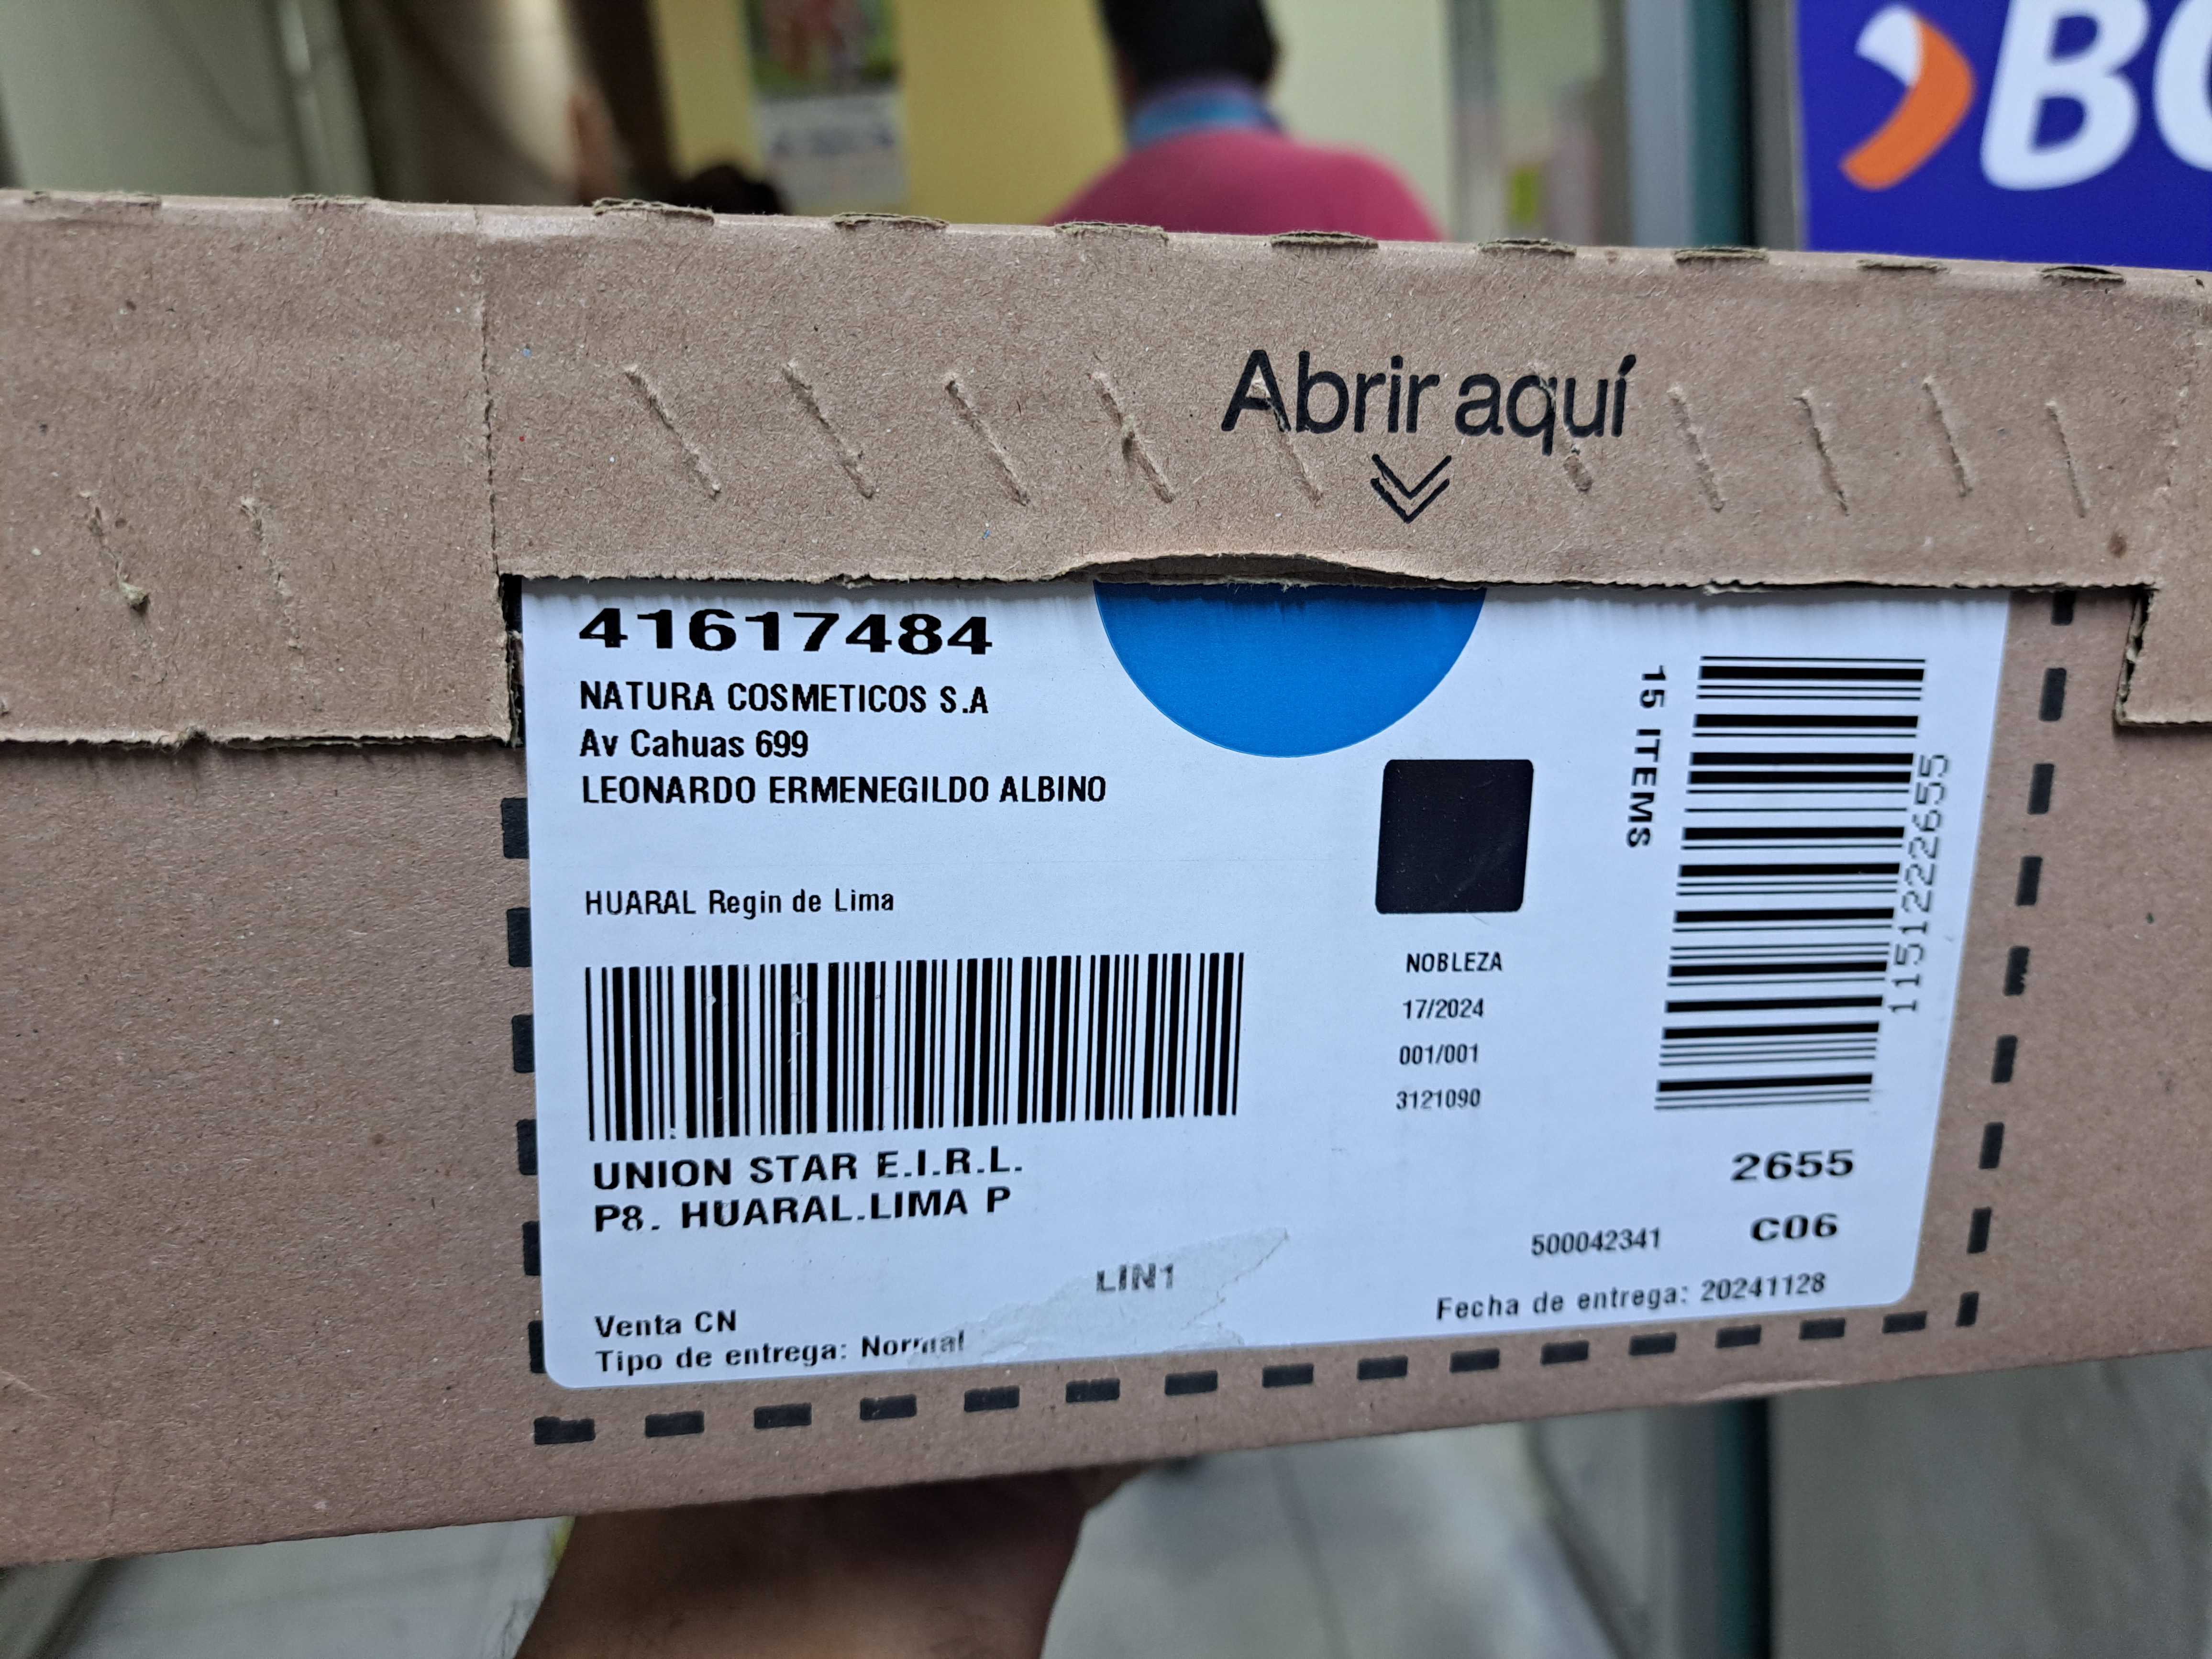 BC
Abrir aquí
41617484
NATURA COSMETICOS S.A
Av Cahuas 699
LEONARDO ERMENEGILDO ALBINO
HUARAL Regin de Lima
15 ITEMS
115122655
NOBLEZA
17/2024
001/001
3121090
UNION STAR E.I.R.L.
P8. HUARAL.LIMA P
2655
500042341 C06
LIN1
Fecha de entrega: 20241128
Venta CN
Tipo de entrega: Normal